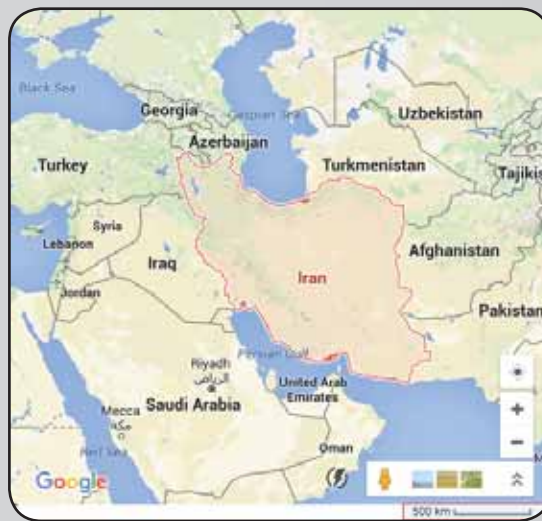 Black Sea
Georgia
Caspian Sea
Uzbekistan
Azerbaijan
Turkey
Turkmenistan
Tajikis
Syria
Lebanon
Afghanistan
Iraq
Iran
Jordan
Pakistan
Persian Gulf
Riyadh
الرياض
United Arab
Emirates
Mecca
مكة
Saudi Arabia
Red Sea
Oman
Google
500 km